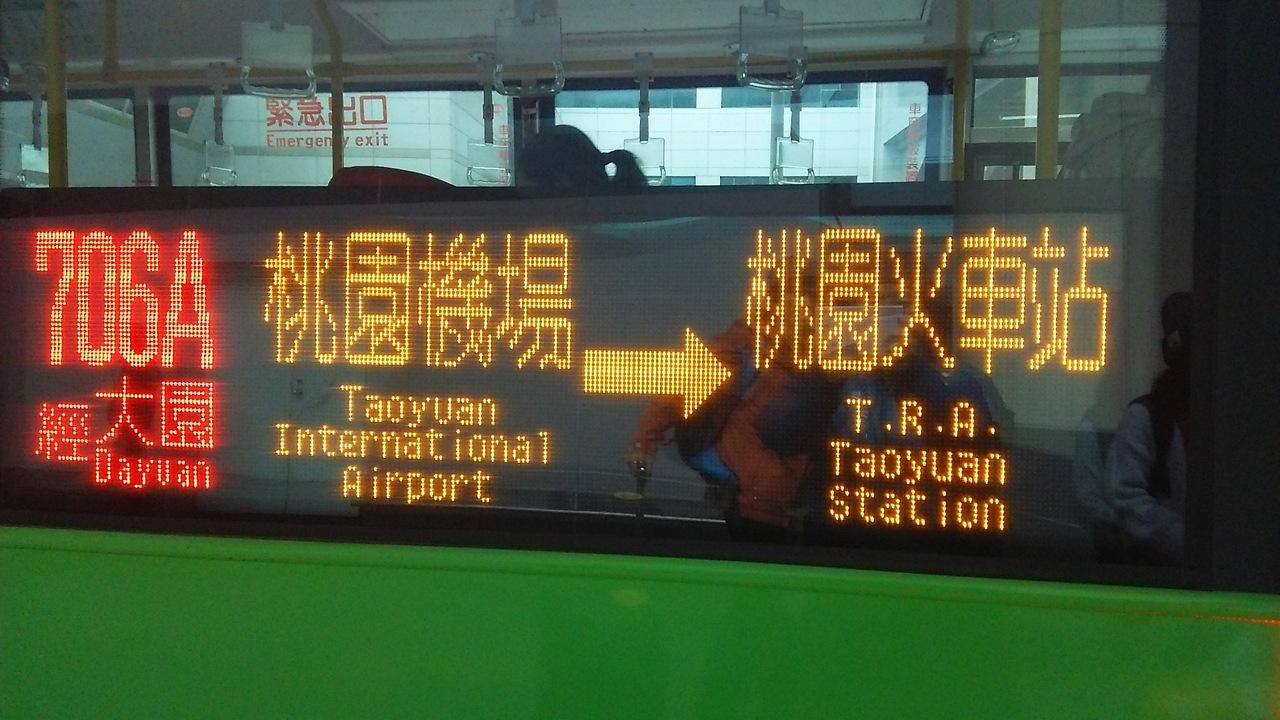 緊急出口
Emergency exit
706A
經大園
Dayuan
桃園機場
Taoyuan
International
Airport
桃園火車站
T.R.A.
Taoyuan
Station